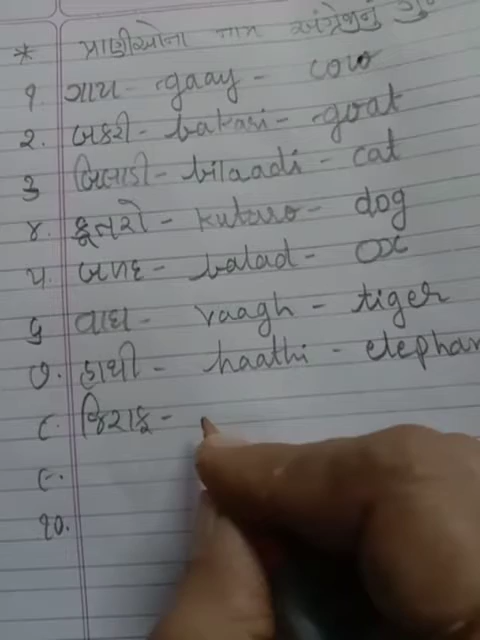 * પ્રાણીઓના નામ અંગ્રેજીનું
૧. ગાય - gaay - cow
૨. બકરી - bakari - goat
૩ બિલાડી - bilaadi - cat
૪. કૂતરો - kutaro - dog
૫. બળદ - balad - ox
૬ વાઘ - vaagh - tiger
૭. હાથી - haathi - elephan
૮. જિરાફ -
૯.
૧૦.